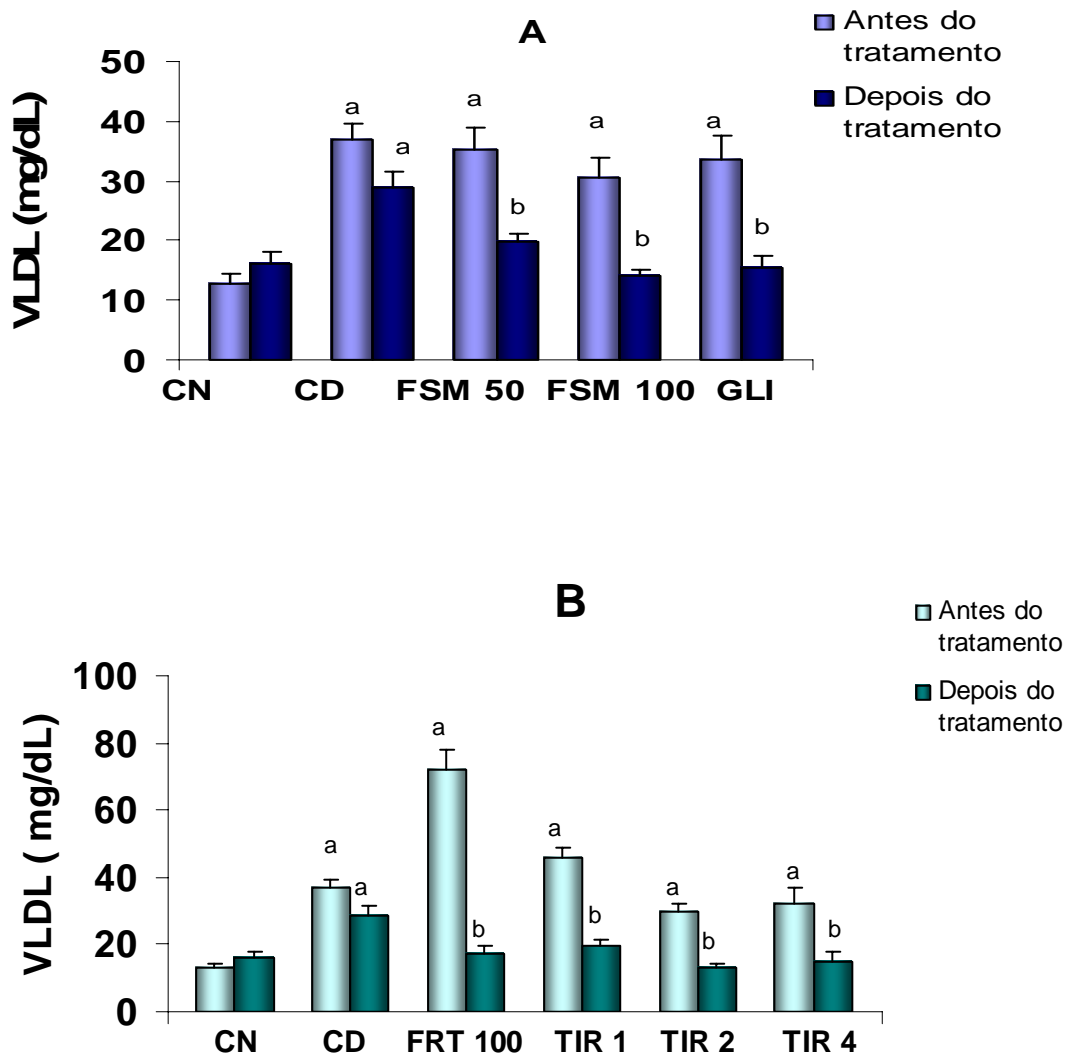 A
Antes do
tratamento
Depois do
tratamento
VLDL (mg/dL)
50
40
30
20
10
0
a
a
a
b
a
b
a
b
CN CD FSM 50 FSM 100 GLI
B
Antes do
tratamento
Depois do
tratamento
VLDL ( mg/dL)
100
80
60
40
20
0
a
a
a
b
a
b
a
b
a
b
CN CD FRT 100 TIR 1 TIR 2 TIR 4